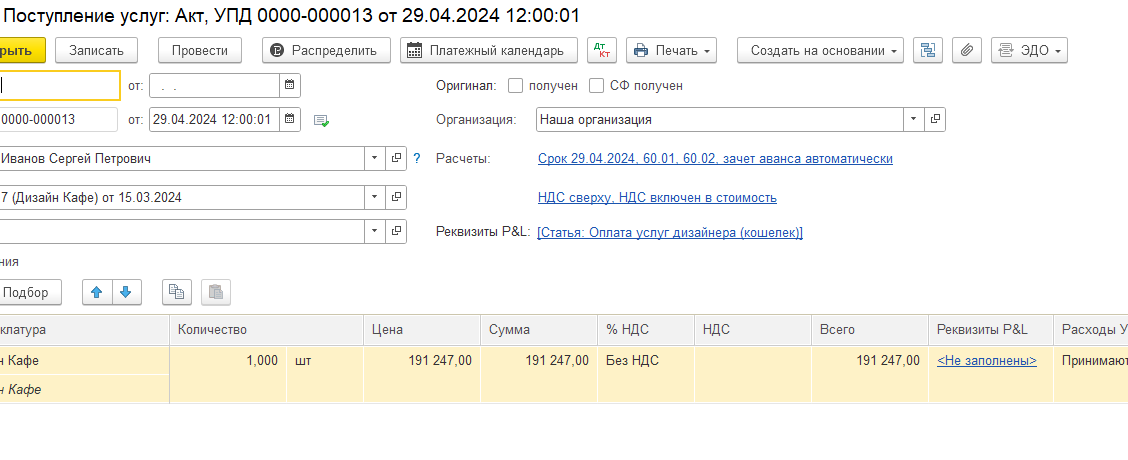 Поступление услуг: Акт, УПД 0000-000013 от 29.04.2024 12:00:01
рыть Записать Провести Распределить Платежный календарь Дт Кт Печать Создать на основании ЭДО
от: . . Оригинал: получен СФ получен
0000-000013 от: 29.04.2024 12:00:01 Организация: Наша организация
Иванов Сергей Петрович ? Расчеты: Срок 29.04.2024, 60.01, 60.02, зачет аванса автоматически
7 (Дизайн Кафе) от 15.03.2024 НДС сверху, НДС включен в стоимость
Реквизиты P&L: [Статья: Оплата услуг дизайнера (кошелек)]
ния
Подбор
клатура Количество Цена Сумма % НДС НДС Всего Реквизиты P&L Расходы У
н Кафе 1,000 шт 191 247,00 191 247,00 Без НДС 191 247,00 <Не заполнены> Принимают
н Кафе